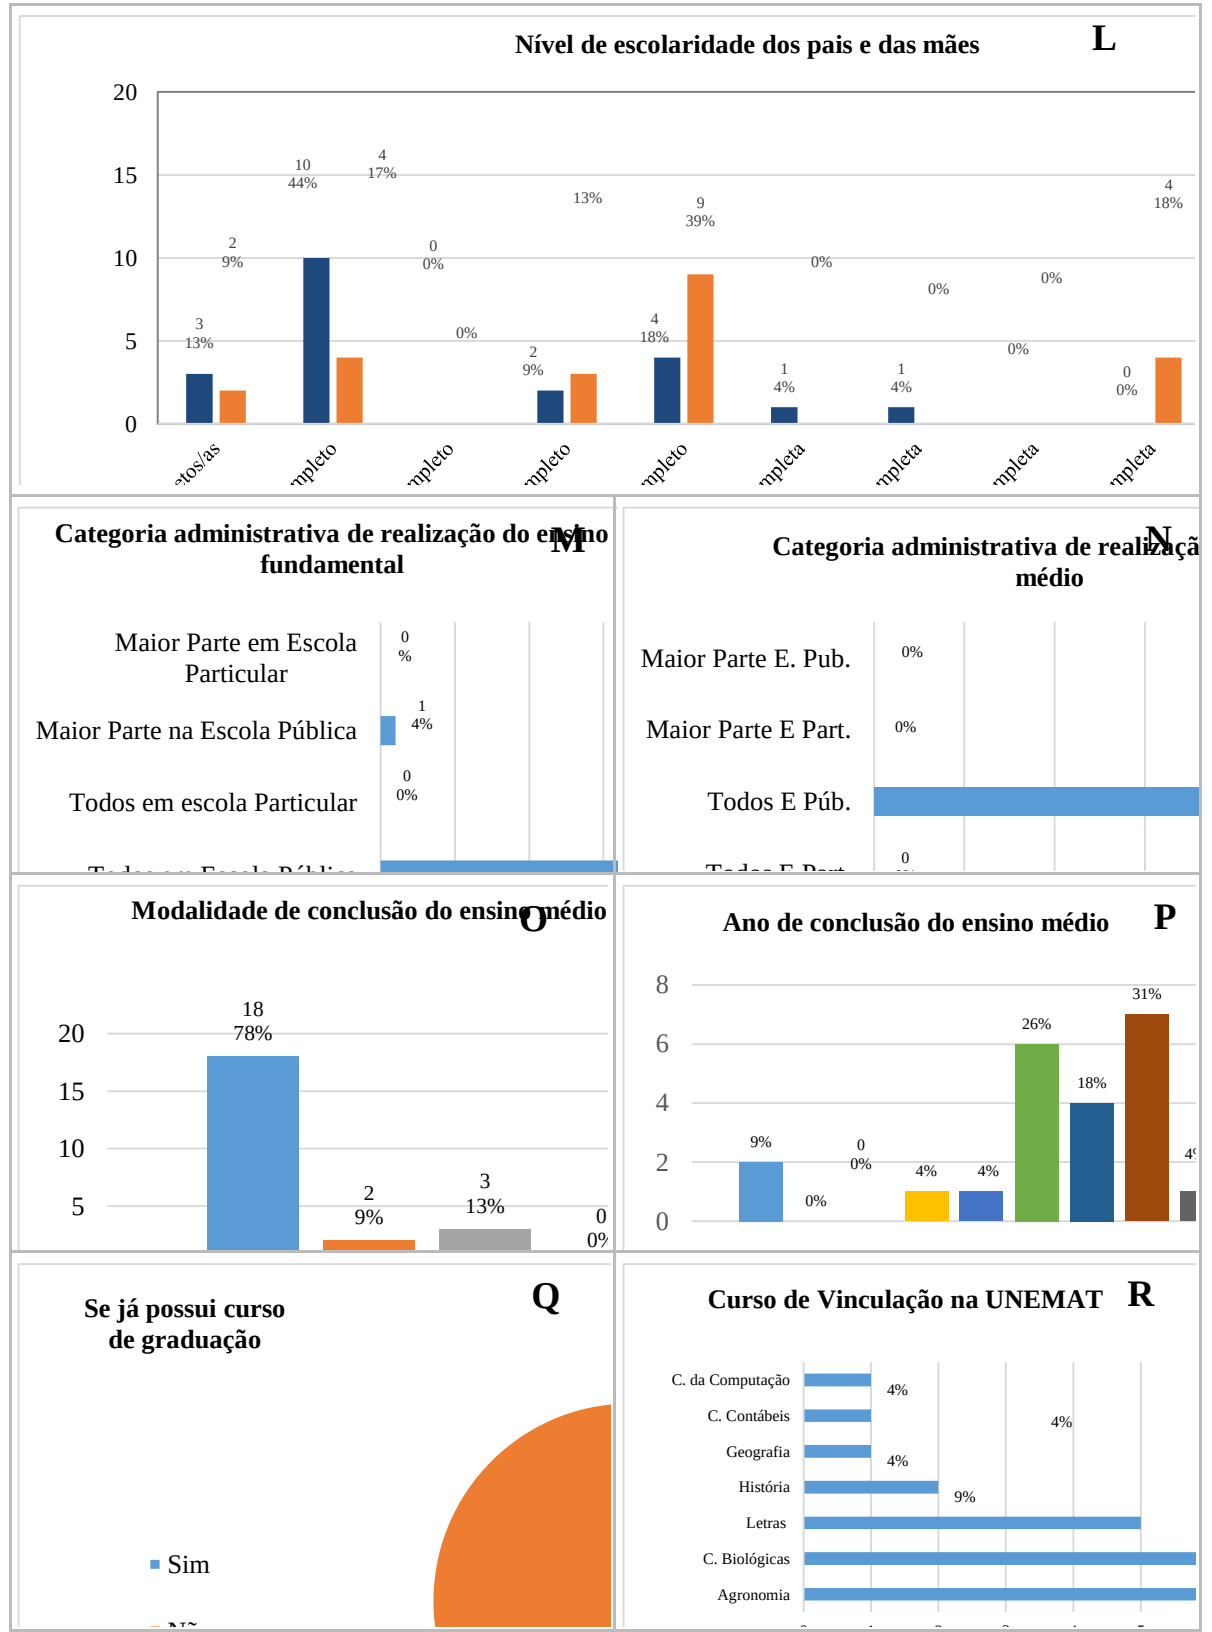 Nível de escolaridade dos pais e das mães
L
20
15
10
5
0
3
13%
2
9%
10
44%
4
17%
0
0%
0%
2
9%
13%
4
18%
9
39%
1
4%
0%
1
4%
0%
0%
0%
0
0%
4
18%
Categoria administrativa de realização do ensino
fundamental
M
Maior Parte em Escola
Particular
0
%
Maior Parte na Escola Pública
1
4%
Todos em escola Particular
0
0%
Todos em Escola Pública
Categoria administrativa de
médio
N
Maior Parte E. Pub.
0%
Maior Parte E Part.
0%
Todos E Púb.
Todos E Part.
0
Modalidade de conclusão do ensino médio
O
20
15
10
5
18
78%
2
9%
3
13%
0
0%
Ano de conclusão do ensino médio
P
8
6
4
2
0
9%
0%
0
0%
4%
4%
26%
18%
31%
Se já possui curso
de graduação
Q
Sim
Curso de Vinculação na UNEMAT
R
C. da Computação
4%
C. Contábeis
4%
Geografia
4%
História
9%
Letras
C. Biológicas
Agronomia